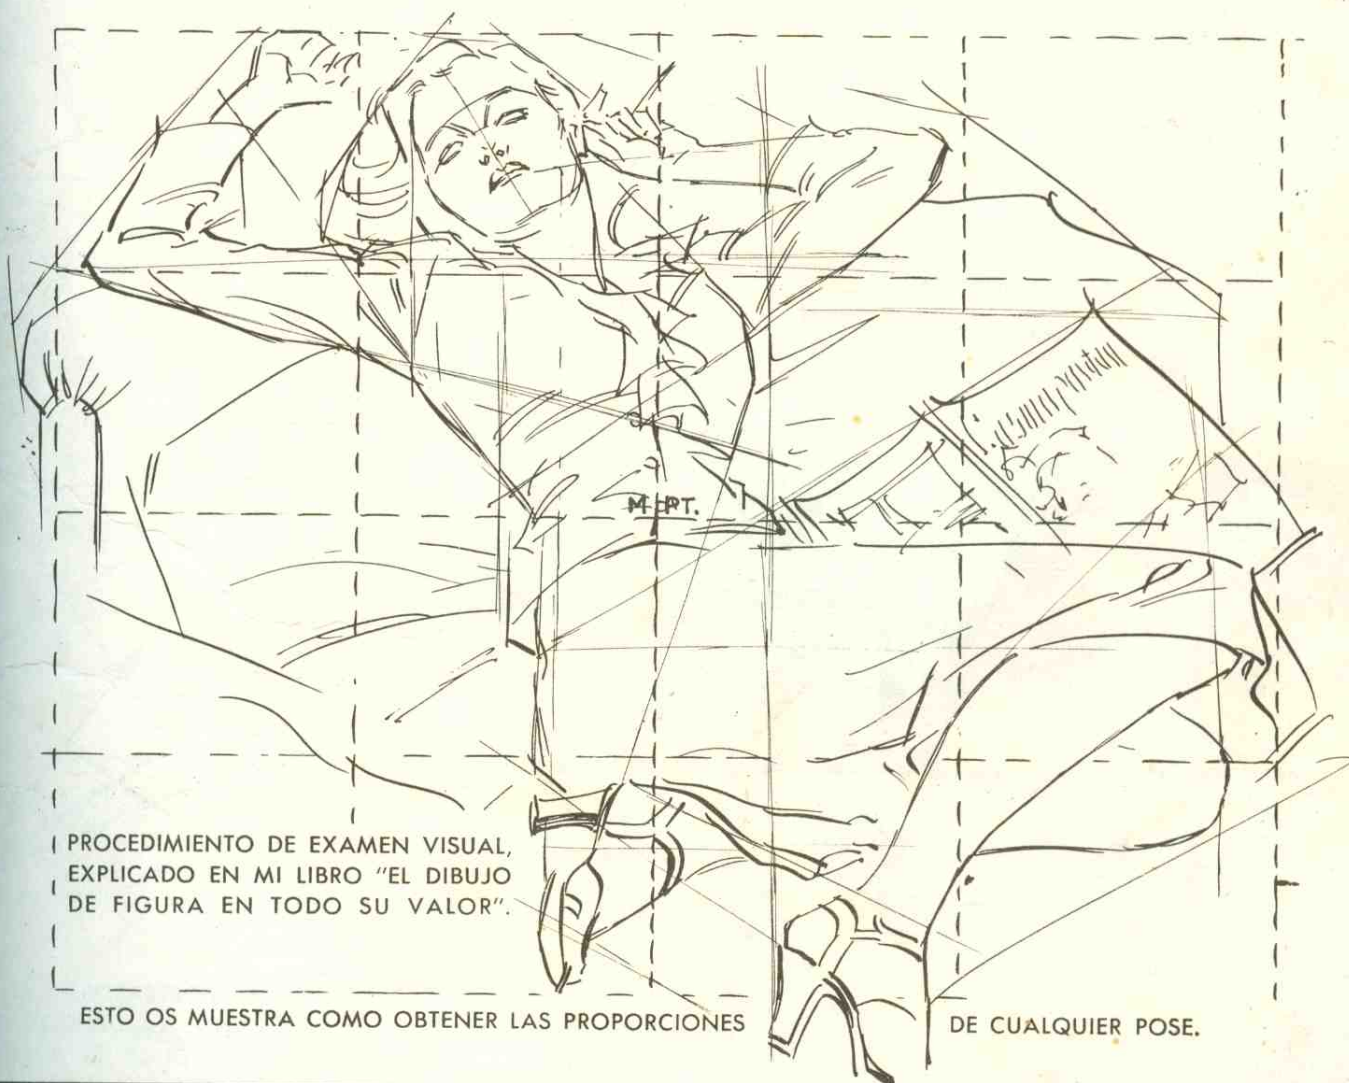 M PT.
PROCEDIMIENTO DE EXAMEN VISUAL,
EXPLICADO EN MI LIBRO "EL DIBUJO
DE FIGURA EN TODO SU VALOR".
ESTO OS MUESTRA COMO OBTENER LAS PROPORCIONES DE CUALQUIER POSE.